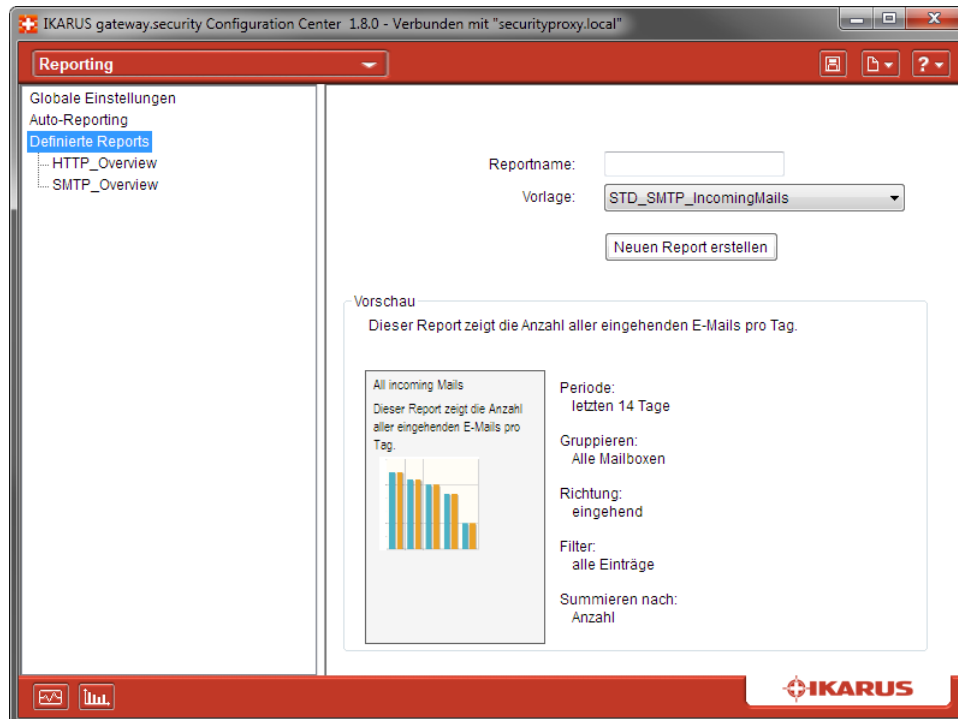 IKARUS gateway.security Configuration Center 1.8.0 - Verbunden mit "securityproxy.local"
Reporting
Globale Einstellungen
Auto-Reporting
Definierte Reports
HTTP_Overview
SMTP_Overview
Reportname:
Vorlage: STD_SMTP_IncomingMails
Neuen Report erstellen
Vorschau
Dieser Report zeigt die Anzahl aller eingehenden E-Mails pro Tag.
All incoming Mails
Dieser Report zeigt die Anzahl
aller eingehenden E-Mails pro
Tag.
Periode:
letzten 14 Tage
Gruppieren:
Alle Mailboxen
Richtung:
eingehend
Filter:
alle Einträge
Summieren nach:
Anzahl
IKARUS